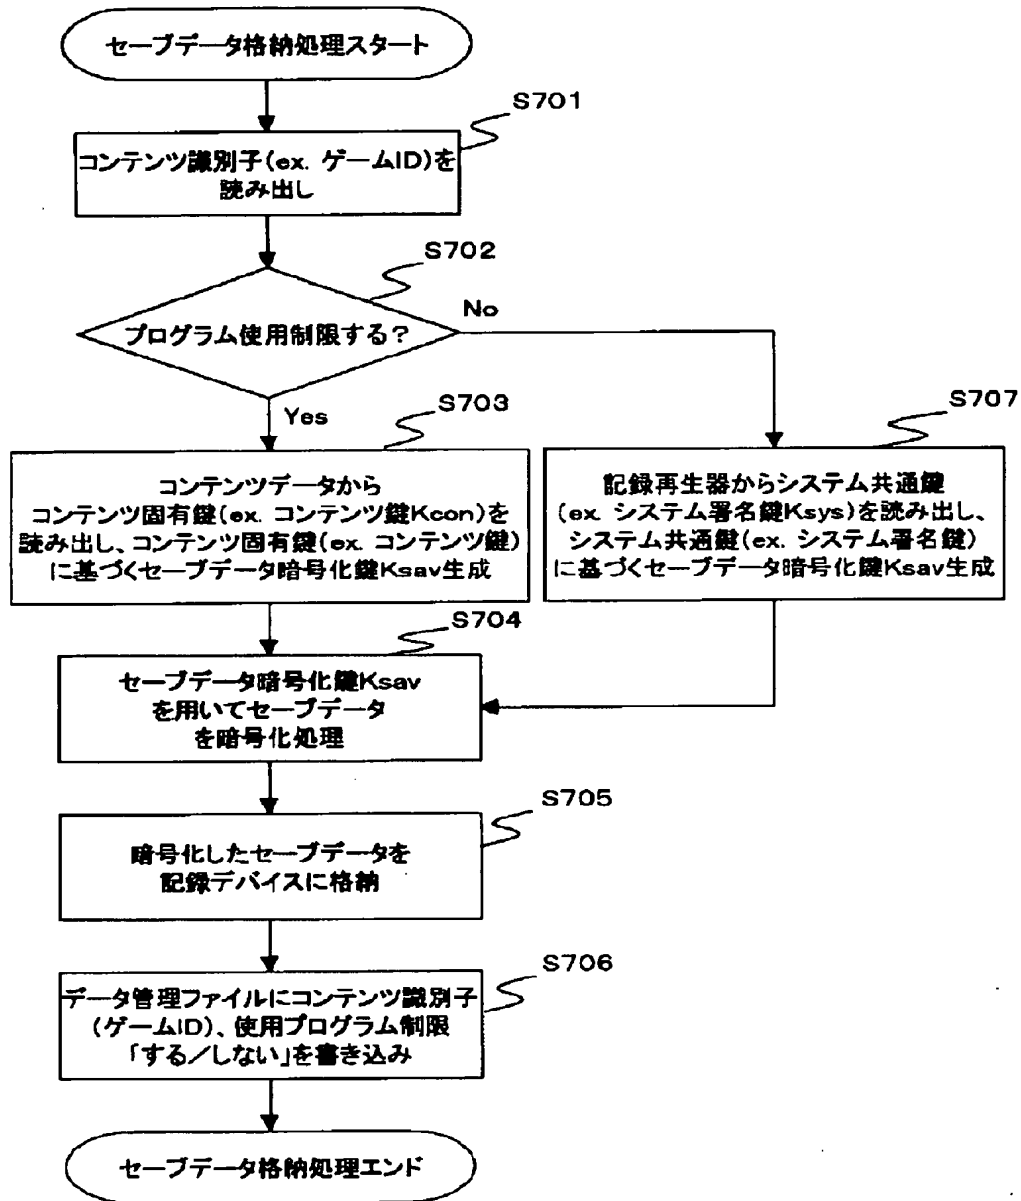 セーブデータ格納処理スタート
S701
コンテンツ識別子(ex. ゲームID)を
読み出し
S702
プログラム使用制限する?
No
Yes
S703
コンテンツデータから
コンテンツ固有鍵(ex. コンテンツ鍵Kcon)を
読み出し、コンテンツ固有鍵(ex. コンテンツ鍵)
に基づくセーブデータ暗号化鍵Ksav生成
S707
記録再生器からシステム共通鍵
(ex. システム署名鍵Ksys)を読み出し、
システム共通鍵(ex. システム署名鍵)
に基づくセーブデータ暗号化鍵Ksav生成
S704
セーブデータ暗号化鍵Ksav
を用いてセーブデータ
を暗号化処理
S705
暗号化したセーブデータを
記録デバイスに格納
S706
データ管理ファイルにコンテンツ識別子
(ゲームID)、使用プログラム制限
「する/しない」を書き込み
セーブデータ格納処理エンド